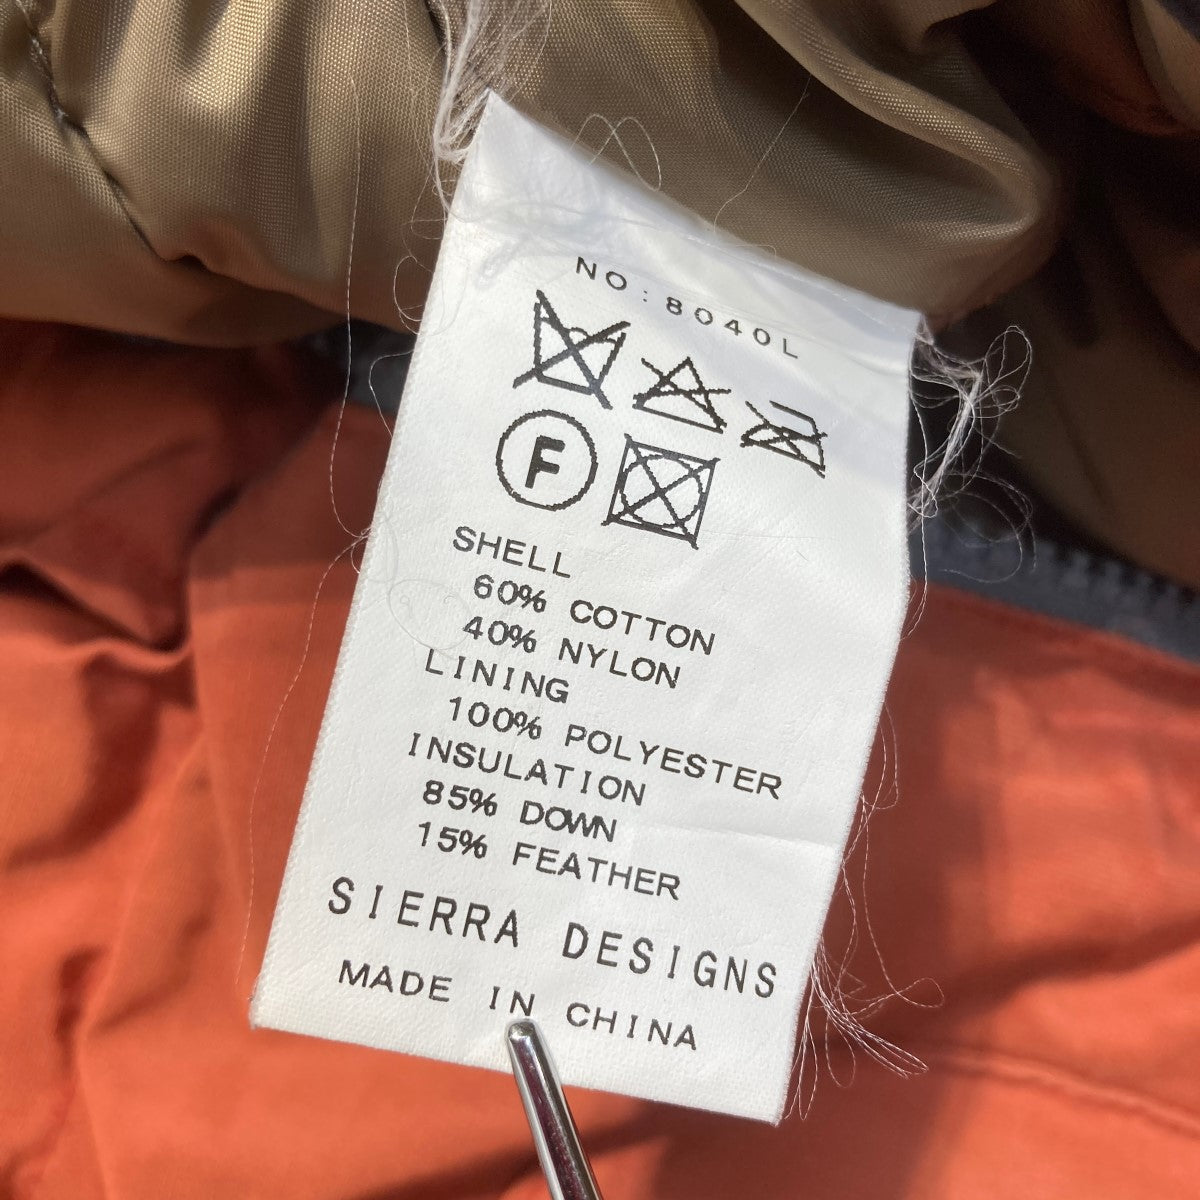 NO:8040L
F
SHELL
60% COTTON
40% NYLON
LINING
100% POLYESTER
INSULATION
85% DOWN
15% FEATHER
SIERRA DESIGNS
MADE IN CHINA